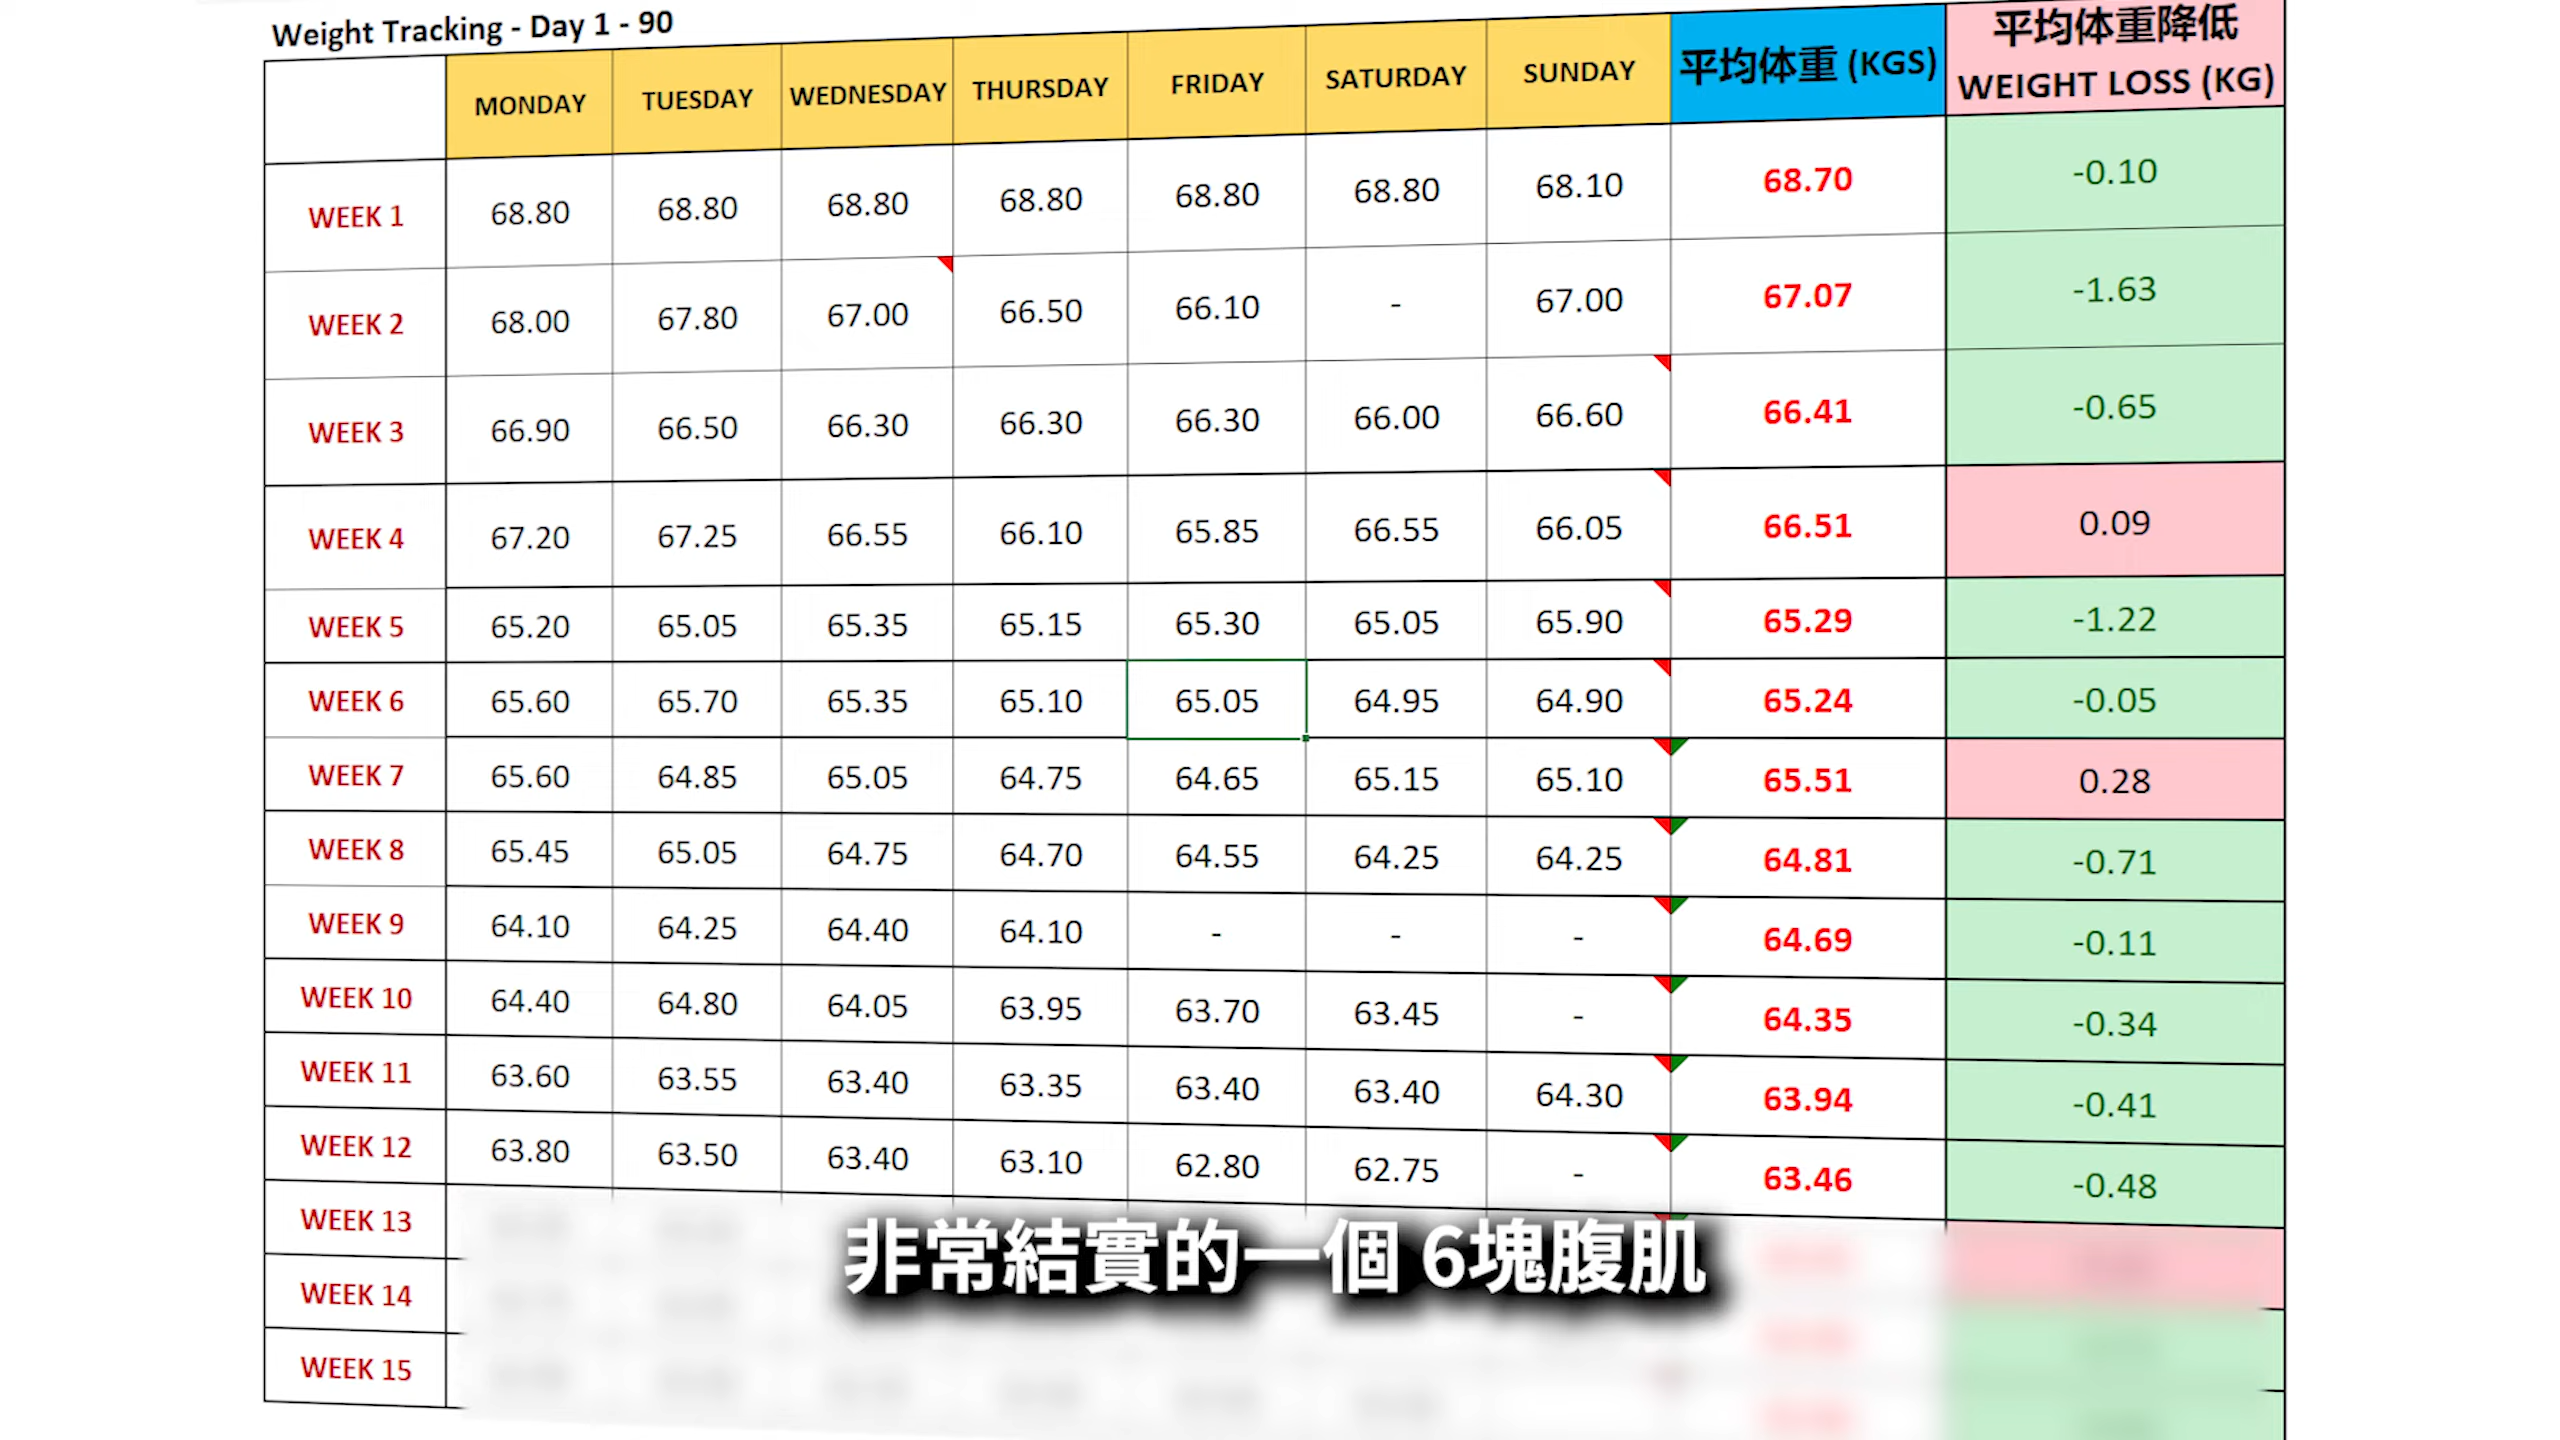 Weight Tracking - Day 1 - 90
MONDAY TUESDAY WEDNESDAY THURSDAY FRIDAY SATURDAY SUNDAY 平均体重 (KGS) 平均体重降低 WEIGHT LOSS (KG)
WEEK 1 68.80 68.80 68.80 68.80 68.80 68.80 68.10 68.70 -0.10
WEEK 2 68.00 67.80 67.00 66.50 66.10 - 67.00 67.07 -1.63
WEEK 3 66.90 66.50 66.30 66.30 66.30 66.00 66.60 66.41 -0.65
WEEK 4 67.20 67.25 66.55 66.10 65.85 66.55 66.05 66.51 0.09
WEEK 5 65.20 65.05 65.35 65.15 65.30 65.05 65.90 65.29 -1.22
WEEK 6 65.60 65.70 65.35 65.10 65.05 64.95 64.90 65.24 -0.05
WEEK 7 65.60 64.85 65.05 64.75 64.65 65.15 65.10 65.51 0.28
WEEK 8 65.45 65.05 64.75 64.70 64.55 64.25 64.25 64.81 -0.71
WEEK 9 64.10 64.25 64.40 64.10 - - - 64.69 -0.11
WEEK 10 64.40 64.80 64.05 63.95 63.70 63.45 - 64.35 -0.34
WEEK 11 63.60 63.55 63.40 63.35 63.40 63.40 64.30 63.94 -0.41
WEEK 12 63.80 63.50 63.40 63.10 62.80 62.75 - 63.46 -0.48
WEEK 13
非常結實的一個 6塊腹肌
WEEK 14
WEEK 15